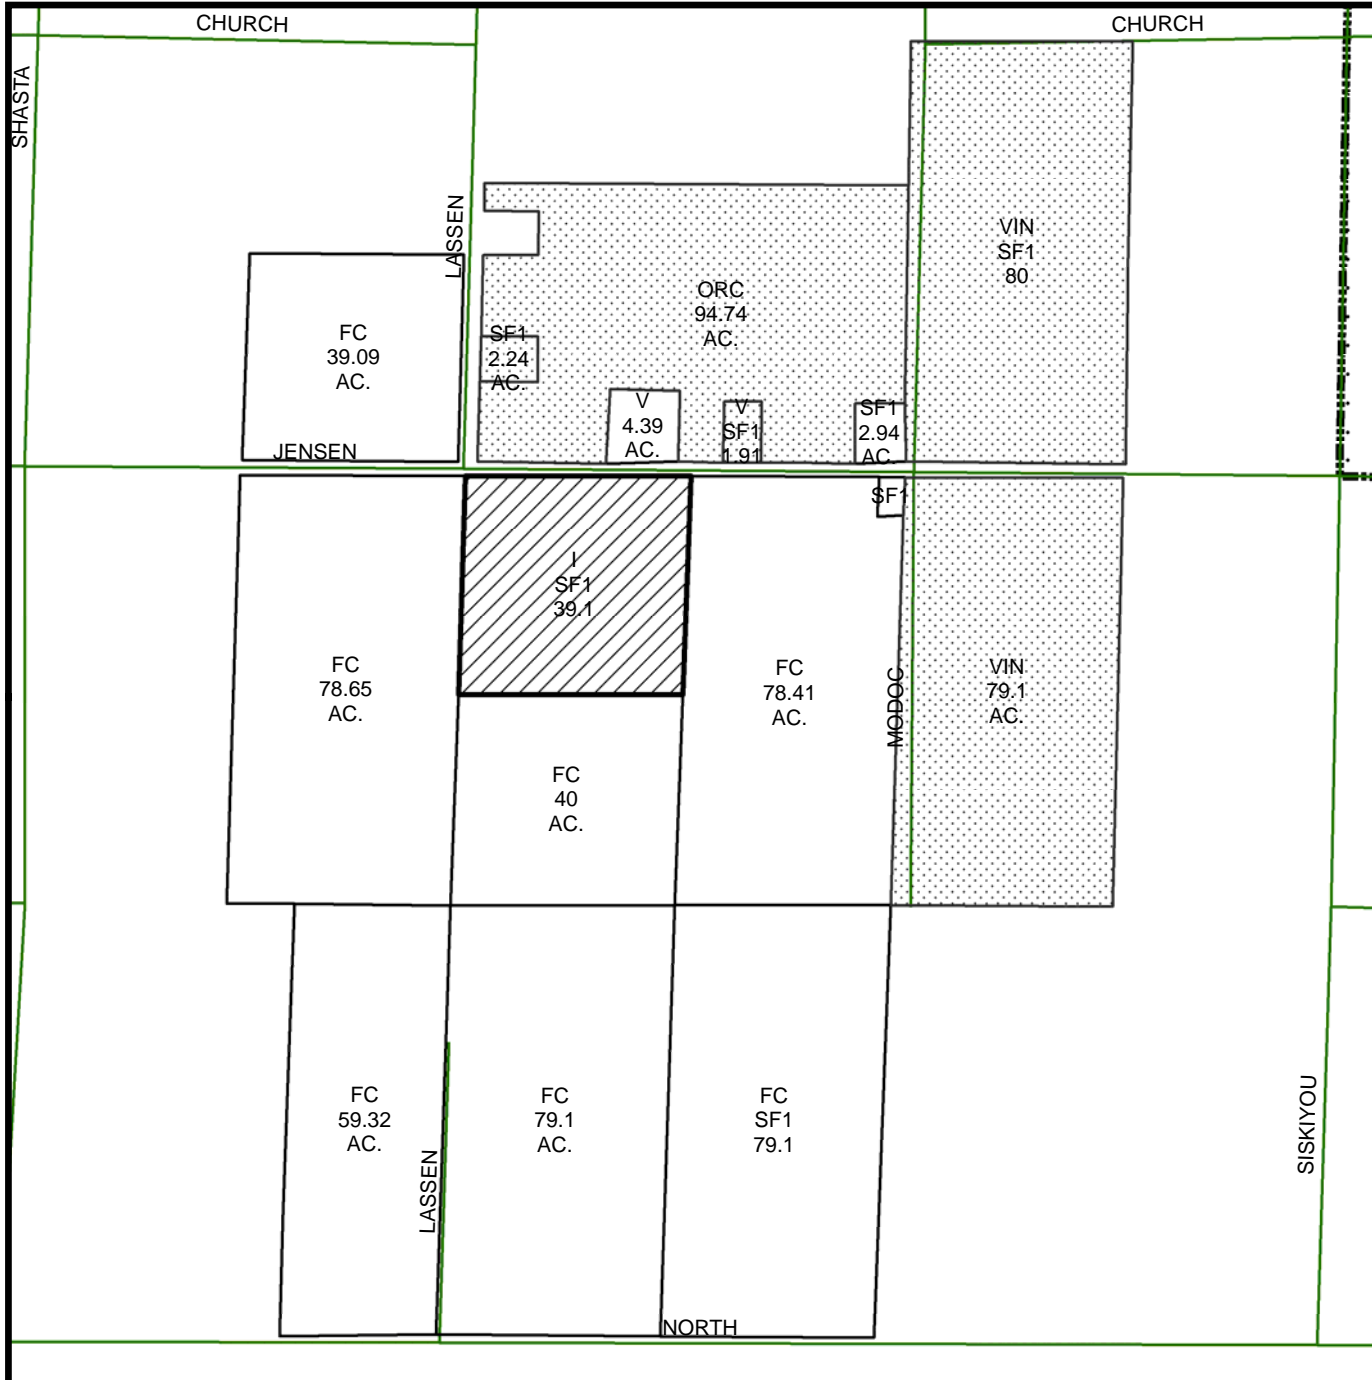 CHURCH
CHURCH
SHASTA
LASSEN
VIN
SF1
80
ORC
94.74
AC.
FC
39.09
AC.
SF1
2.24
AC.
V
4.39
AC.
V
SF1
1.91
SF1
2.94
AC.
JENSEN
SF1
I
SF1
39.1
FC
78.65
AC.
FC
78.41
AC.
MODOC
VIN
79.1
AC.
FC
40
AC.
FC
59.32
AC.
LASSEN
FC
79.1
AC.
FC
SF1
79.1
SISKIYOU
NORTH